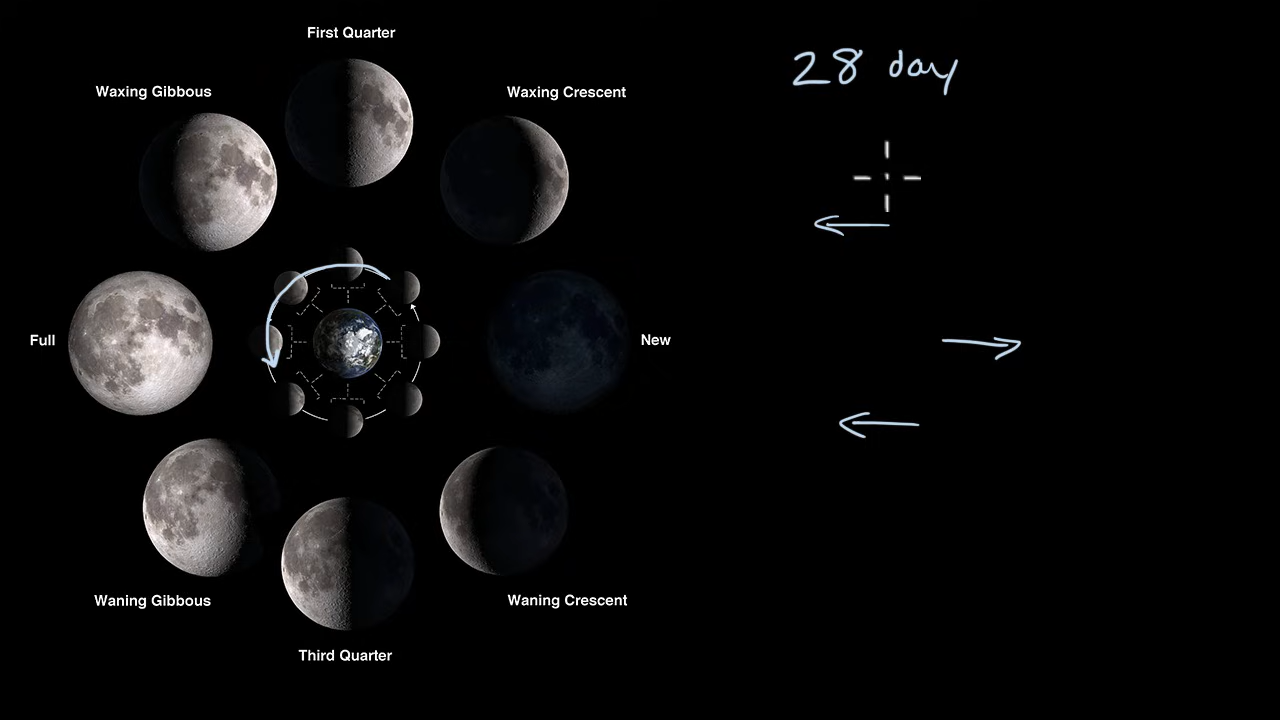 First Quarter
28 day
Waxing Gibbous
Waxing Crescent
Full
New
Waning Gibbous
Waning Crescent
Third Quarter